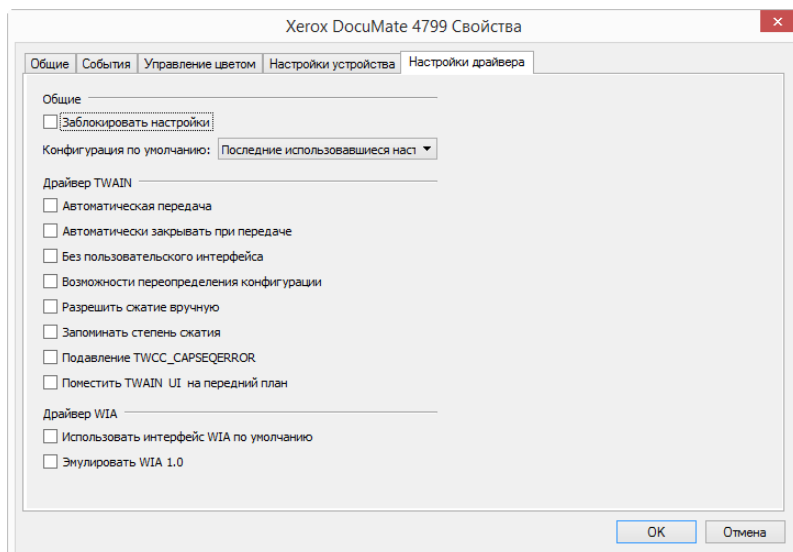 Xerox DocuMate 4799 Свойства
Общие События Управление цветом Настройки устройства Настройки драйвера
Общие
Заблокировать настройки
Конфигурация по умолчанию: Последние использовавшиеся наст
Драйвер TWAIN
Автоматическая передача
Автоматически закрывать при передаче
Без пользовательского интерфейса
Возможности переопределения конфигурации
Разрешить сжатие вручную
Запоминать степень сжатия
Подавление TWCC_CAPSEQERROR
Поместить TWAIN UI на передний план
Драйвер WIA
Использовать интерфейс WIA по умолчанию
Эмулировать WIA 1.0
OK Отмена